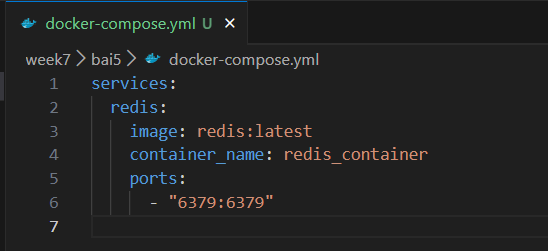 docker-compose.yml U ×
week7 > bai5 > docker-compose.yml
1 services:
2   redis:
3     image: redis:latest
4     container_name: redis_container
5     ports:
6       - "6379:6379"
7